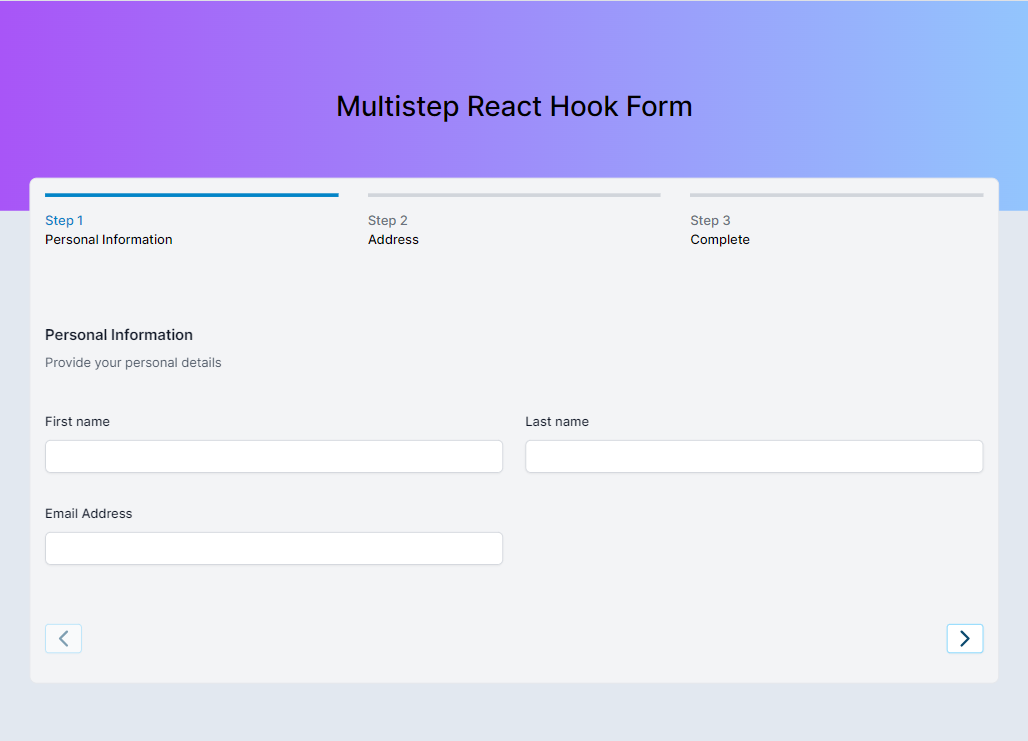 Multistep React Hook Form
Step 1
Personal Information
Step 2
Address
Step 3
Complete
Personal Information
Provide your personal details
First name
Last name
Email Address